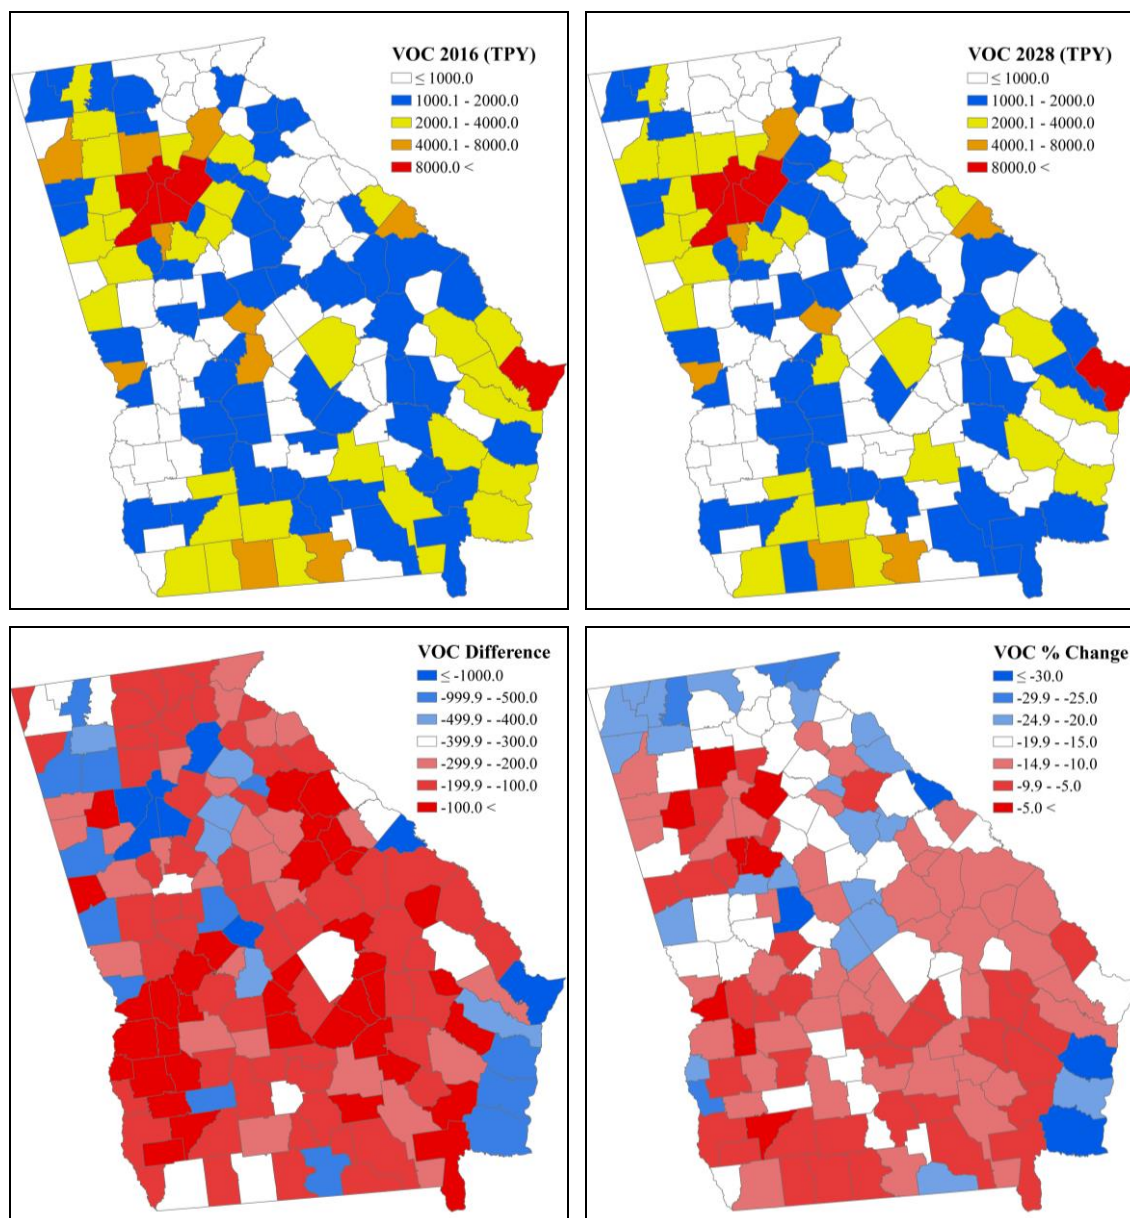 VOC 2016 (TPY)
≤ 1000.0
1000.1 - 2000.0
2000.1 - 4000.0
4000.1 - 8000.0
8000.0 <
VOC 2028 (TPY)
≤ 1000.0
1000.1 - 2000.0
2000.1 - 4000.0
4000.1 - 8000.0
8000.0 <
VOC Difference
≤ -1000.0
-999.9 - -500.0
-499.9 - -400.0
-399.9 - -300.0
-299.9 - -200.0
-199.9 - -100.0
-100.0 <
VOC % Change
≤ -30.0
-29.9 - -25.0
-24.9 - -20.0
-19.9 - -15.0
-14.9 - -10.0
-9.9 - -5.0
-5.0 <